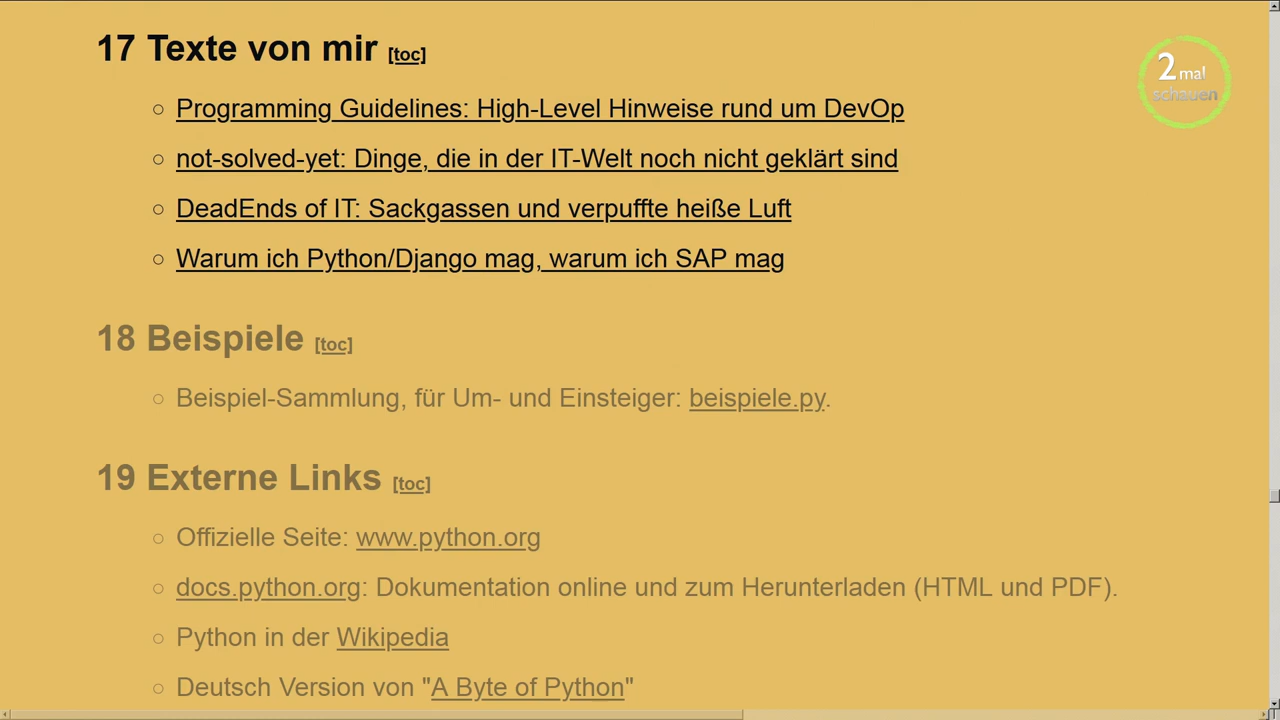 17 Texte von mir [toc]
2 mal
schauen
Programming Guidelines: High-Level Hinweise rund um DevOp
not-solved-yet: Dinge, die in der IT-Welt noch nicht geklärt sind
DeadEnds of IT: Sackgassen und verpuffte heiße Luft
Warum ich Python/Django mag, warum ich SAP mag
18 Beispiele [toc]
Beispiel-Sammlung, für Um- und Einsteiger: beispiele.py.
19 Externe Links [toc]
Offizielle Seite: www.python.org
docs.python.org: Dokumentation online und zum Herunterladen (HTML und PDF).
Python in der Wikipedia
Deutsch Version von "A Byte of Python"